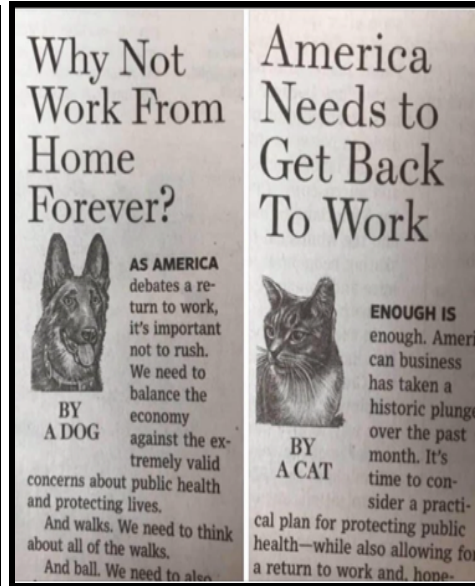 Why Not
Work From
Home
Forever?
AS AMERICA
debates a re-
turn to work,
it's important
not to rush.
We need to
balance the
economy
against the ex-
tremely valid
BY
A DOG
concerns about public health
and protecting lives.
And walks. We need to think
about all of the walks.
And ball. We need to also
America
Needs to
Get Back
To Work
ENOUGH IS
enough. Ameri
can business
has taken a
historic plunge
over the past
month. It's
time to con-
sider a practi-
BY
A CAT
cal plan for protecting public
health—while also allowing for
a return to work and, hope-